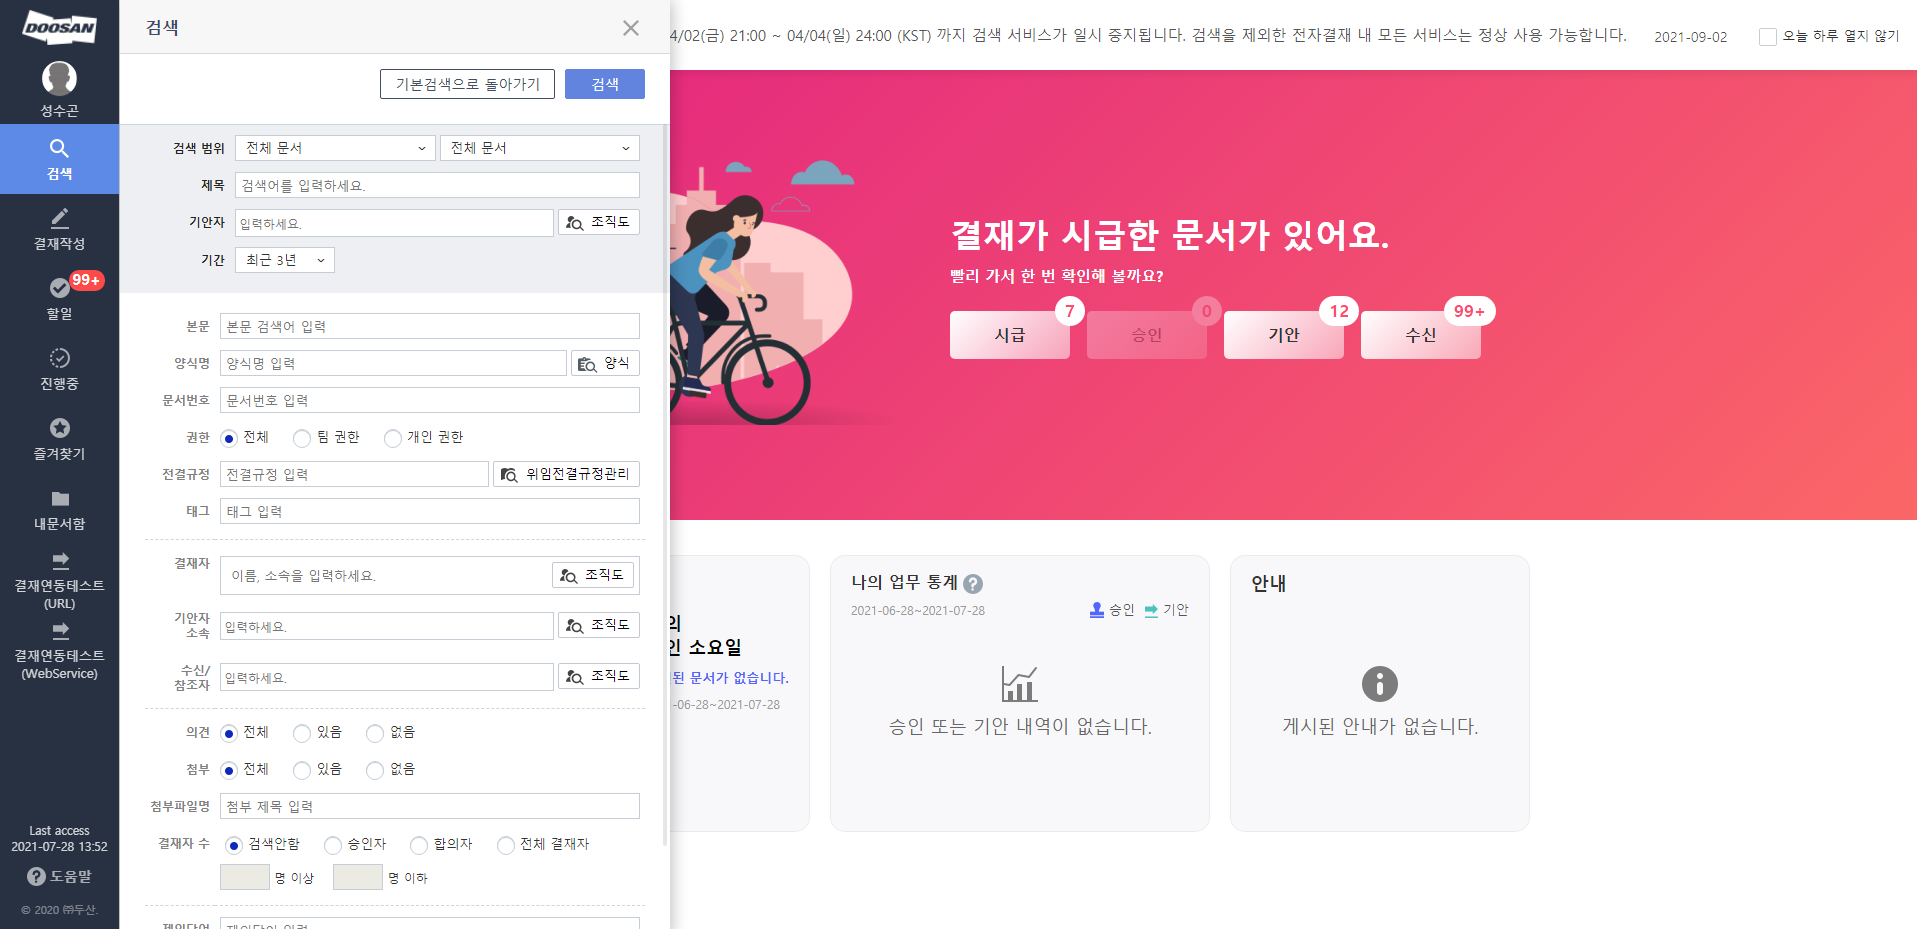 DOOSAN
성수곤
검색
결재작성
99+
할일
진행중
즐겨찾기
내문서함
결재연동테스트
(URL)
결재연동테스트
(WebService)
Last access
2021-07-28 13:52
도움말
© 2020 ㈜두산.
검색
기본검색으로 돌아가기
검색
검색 범위 전체 문서 전체 문서
제목 검색어를 입력하세요.
기안자 입력하세요. 조직도
기간 최근 3년
본문 본문 검색어 입력
양식명 양식명 입력 양식
문서번호 문서번호 입력
권한 전체 팀 권한 개인 권한
전결규정 전결규정 입력 위임전결규정관리
태그 태그 입력
결재자 이름, 소속을 입력하세요. 조직도
기안자
소속 입력하세요. 조직도
수신/
참조자 입력하세요. 조직도
의견 전체 있음 없음
첨부 전체 있음 없음
첨부파일명 첨부 제목 입력
결재자 수 검색안함 승인자 합의자 전체 결재자
명 이상 명 이하
제외단어 제외단어 입력
4/02(금) 21:00 ~ 04/04(일) 24:00 (KST) 까지 검색 서비스가 일시 중지됩니다. 검색을 제외한 전자결재 내 모든 서비스는 정상 사용 가능합니다. 2021-09-02 오늘 하루 열지 않기
결재가 시급한 문서가 있어요.
빨리 가서 한 번 확인해 볼까요?
시급 7 승인 0 기안 12 수신 99+
의
인 소요일
된 문서가 없습니다.
-06-28~2021-07-28
나의 업무 통계
2021-06-28~2021-07-28
승인 기안
승인 또는 기안 내역이 없습니다.
안내
게시된 안내가 없습니다.